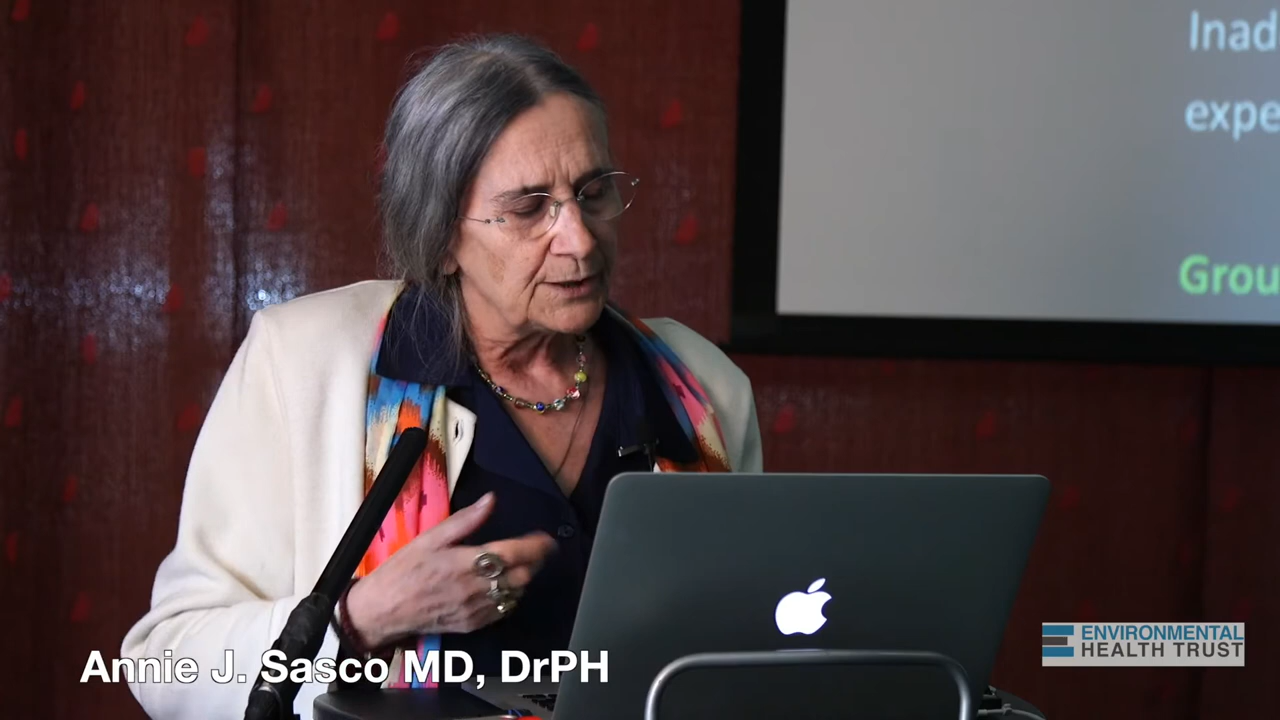 Inad
expe
Grou
Annie J. Sasco MD, DrPH
ENVIRONMENTAL
HEALTH TRUST